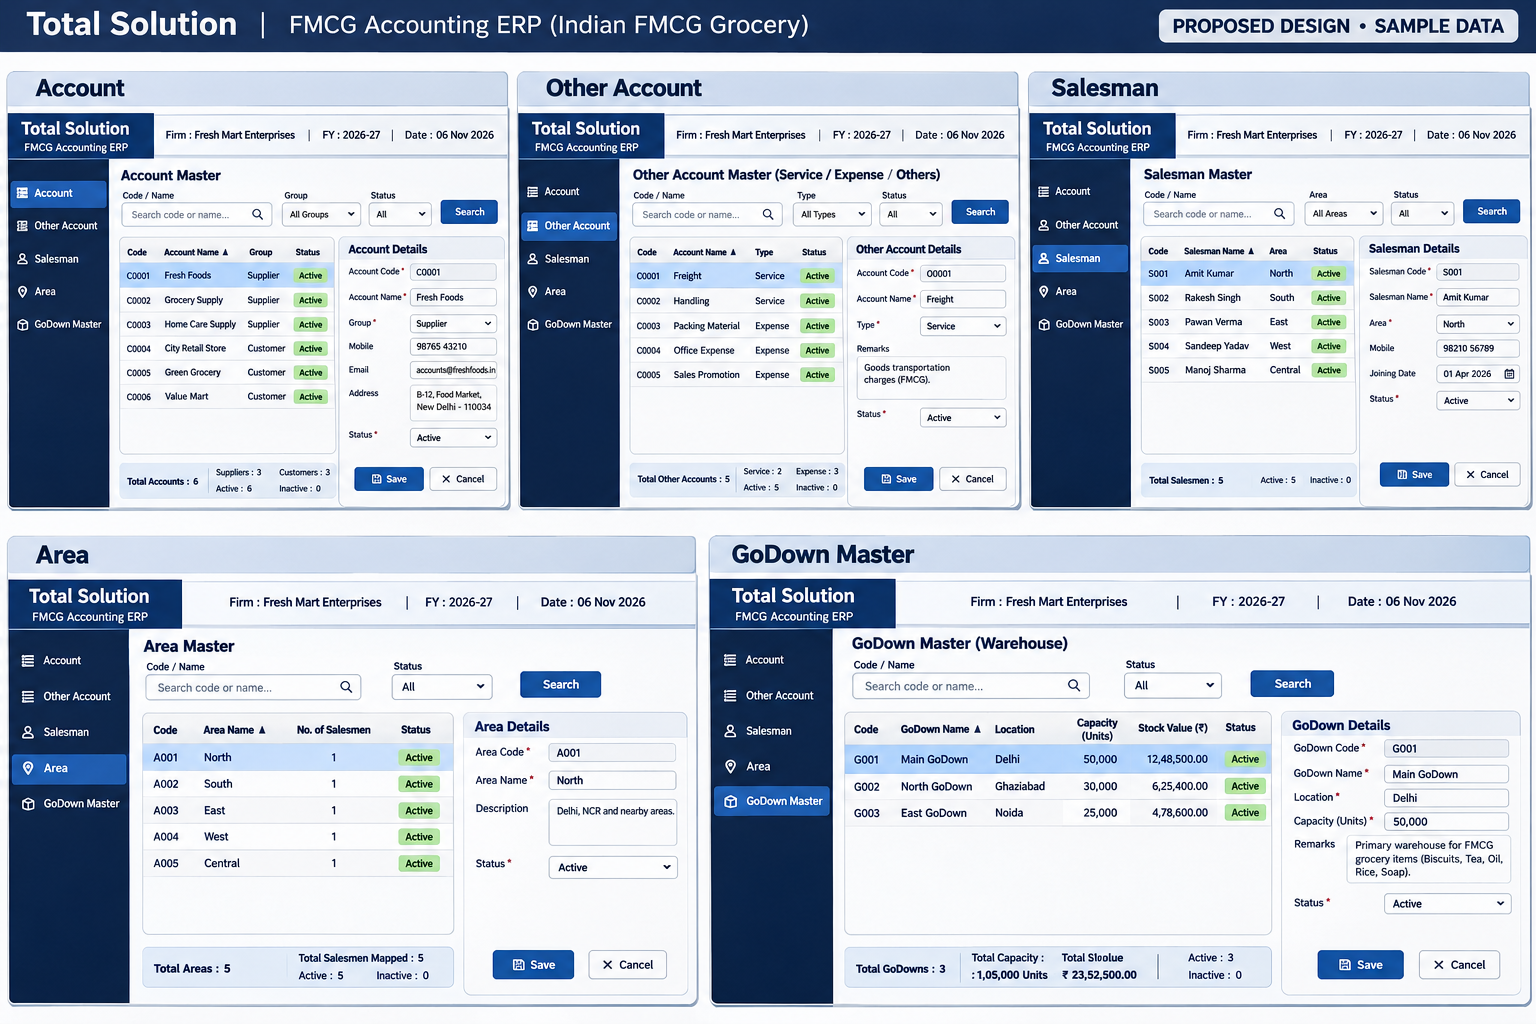 Total Solution | FMCG Accounting ERP (Indian FMCG Grocery)
PROPOSED DESIGN • SAMPLE DATA
Account
Total Solution
FMCG Accounting ERP
Firm : Fresh Mart Enterprises | FY : 2026-27 | Date : 06 Nov 2026
Account
Other Account
Salesman
Area
GoDown Master
Account Master
Code / Name Group Status
Search code or name... All Groups All Search
Code Account Name ▲ Group Status
C0001 Fresh Foods Supplier Active
C0002 Grocery Supply Supplier Active
C0003 Home Care Supply Supplier Active
C0004 City Retail Store Customer Active
C0005 Green Grocery Customer Active
C0006 Value Mart Customer Active
Total Accounts : 6
Suppliers : 3 Customers : 3
Active : 6 Inactive : 0
Account Details
Account Code * C0001
Account Name * Fresh Foods
Group * Supplier
Mobile 98765 43210
Email accounts@freshfoods.in
Address B-12, Food Market,
New Delhi - 110034
Status * Active
Save Cancel
Other Account
Total Solution
FMCG Accounting ERP
Firm : Fresh Mart Enterprises | FY : 2026-27 | Date : 06 Nov 2026
Account
Other Account
Salesman
Area
GoDown Master
Other Account Master (Service / Expense / Others)
Code / Name Type Status
Search code or name... All Types All Search
Code Account Name ▲ Type Status
C0001 Freight Service Active
C0002 Handling Service Active
C0003 Packing Material Expense Active
C0004 Office Expense Expense Active
C0005 Sales Promotion Expense Active
Total Other Accounts : 5
Service : 2 Expense : 3
Active : 5 Inactive : 0
Other Account Details
Account Code * O0001
Account Name * Freight
Type * Service
Remarks
Goods transportation
charges (FMCG).
Status * Active
Save Cancel
Salesman
Total Solution
FMCG Accounting ERP
Firm : Fresh Mart Enterprises | FY : 2026-27 | Date : 06 Nov 2026
Account
Other Account
Salesman
Area
GoDown Master
Salesman Master
Code / Name Area Status
Search code or name... All Areas All Search
Code Salesman Name ▲ Area Status
S001 Amit Kumar North Active
S002 Rakesh Singh South Active
S003 Pawan Verma East Active
S004 Sandeep Yadav West Active
S005 Manoj Sharma Central Active
Total Salesmen : 5 Active : 5 Inactive : 0
Salesman Details
Salesman Code * S001
Salesman Name * Amit Kumar
Area * North
Mobile 98210 56789
Joining Date 01 Apr 2026
Status * Active
Save Cancel
Area
Total Solution
FMCG Accounting ERP
Firm : Fresh Mart Enterprises | FY : 2026-27 | Date : 06 Nov 2026
Account
Other Account
Salesman
Area
GoDown Master
Area Master
Code / Name Status
Search code or name... All Search
Code Area Name ▲ No. of Salesmen Status
A001 North 1 Active
A002 South 1 Active
A003 East 1 Active
A004 West 1 Active
A005 Central 1 Active
Total Areas : 5
Total Salesmen Mapped : 5
Active : 5 Inactive : 0
Area Details
Area Code * A001
Area Name * North
Description Delhi, NCR and nearby areas.
Status * Active
Save Cancel
GoDown Master
Total Solution
FMCG Accounting ERP
Firm : Fresh Mart Enterprises | FY : 2026-27 | Date : 06 Nov 2026
Account
Other Account
Salesman
Area
GoDown Master
GoDown Master (Warehouse)
Code / Name Status
Search code or name... All Search
Code GoDown Name ▲ Location Capacity (Units) Stock Value (₹) Status
G001 Main GoDown Delhi 50,000 12,48,500.00 Active
G002 North GoDown Ghaziabad 30,000 6,25,400.00 Active
G003 East GoDown Noida 25,000 4,78,600.00 Active
Total GoDowns : 3
Total Capacity : Total
: 1,05,000 Units ₹ 23,52,500.00
Active : 3
Inactive : 0
GoDown Details
GoDown Code * G001
GoDown Name * Main GoDown
Location * Delhi
Capacity (Units) * 50,000
Remarks Primary warehouse for FMCG
grocery items (Biscuits, Tea, Oil,
Rice, Soap).
Status * Active
Save Cancel